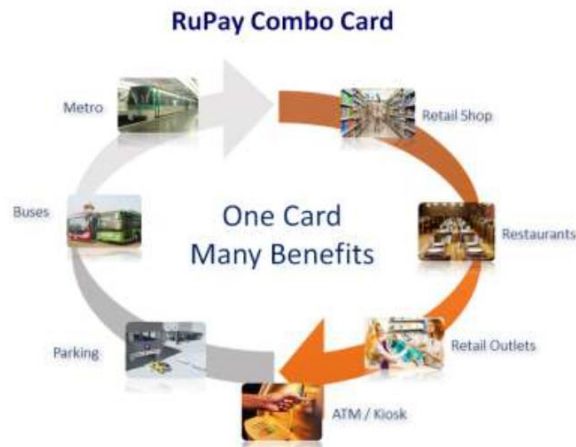 RuPay Combo Card
Metro
Retail Shop
Buses
One Card
Many Benefits
Restaurants
Parking
Retail Outlets
ATM / Kiosk